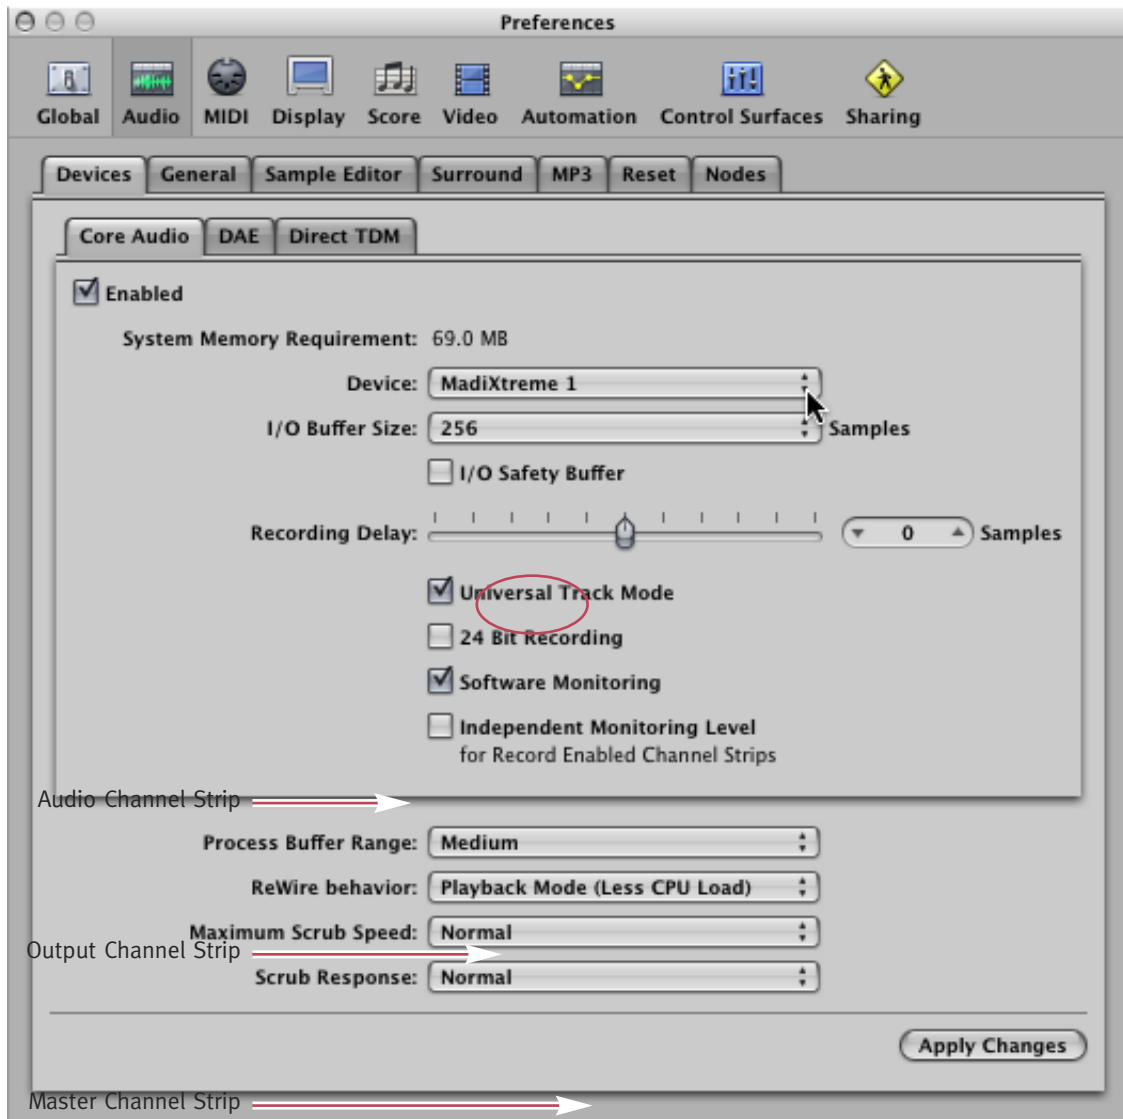 Preferences
Global Audio MIDI Display Score Video Automation Control Surfaces Sharing
Devices General Sample Editor Surround MP3 Reset Nodes
Core Audio DAE Direct TDM
Enabled
System Memory Requirement: 69.0 MB
Device: MadiXtreme 1
I/O Buffer Size: 256 Samples
I/O Safety Buffer
Recording Delay: 0 Samples
Universal Track Mode
24 Bit Recording
Software Monitoring
Independent Monitoring Level
for Record Enabled Channel Strips
Audio Channel Strip
Process Buffer Range: Medium
ReWire behavior: Playback Mode (Less CPU Load)
Maximum Scrub Speed: Normal
Output Channel Strip
Scrub Response: Normal
Apply Changes
Master Channel Strip